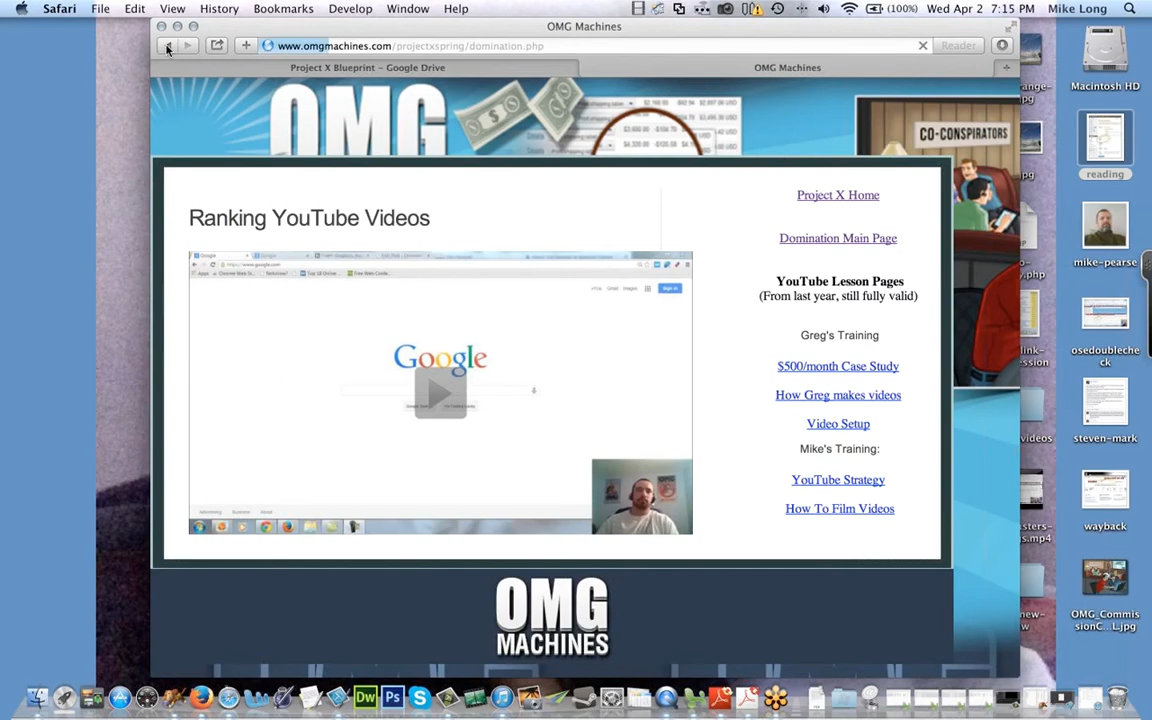 Safari File Edit View History Bookmarks Develop Window Help (100%) Wed Apr 2 7:15 PM Mike Long
OMG Machines
www.omgmachines.com/projectxspring/domination.php Reader
Project X Blueprint – Google Drive OMG Machines
Macintosh HD
OMG
CO-CONSPIRATORS
reading
Project X Home
Ranking YouTube Videos
Domination Main Page
mike-pearse
YouTube Lesson Pages
(From last year, still fully valid)
Greg's Training
Google
$500/month Case Study
osedoublecheck
How Greg makes videos
Video Setup
steven-mark
Mike's Training:
YouTube Strategy
How To Film Videos
wayback
OMG
MACHINES
OMG_Commis
sionC...L.jpg
Dw Ps